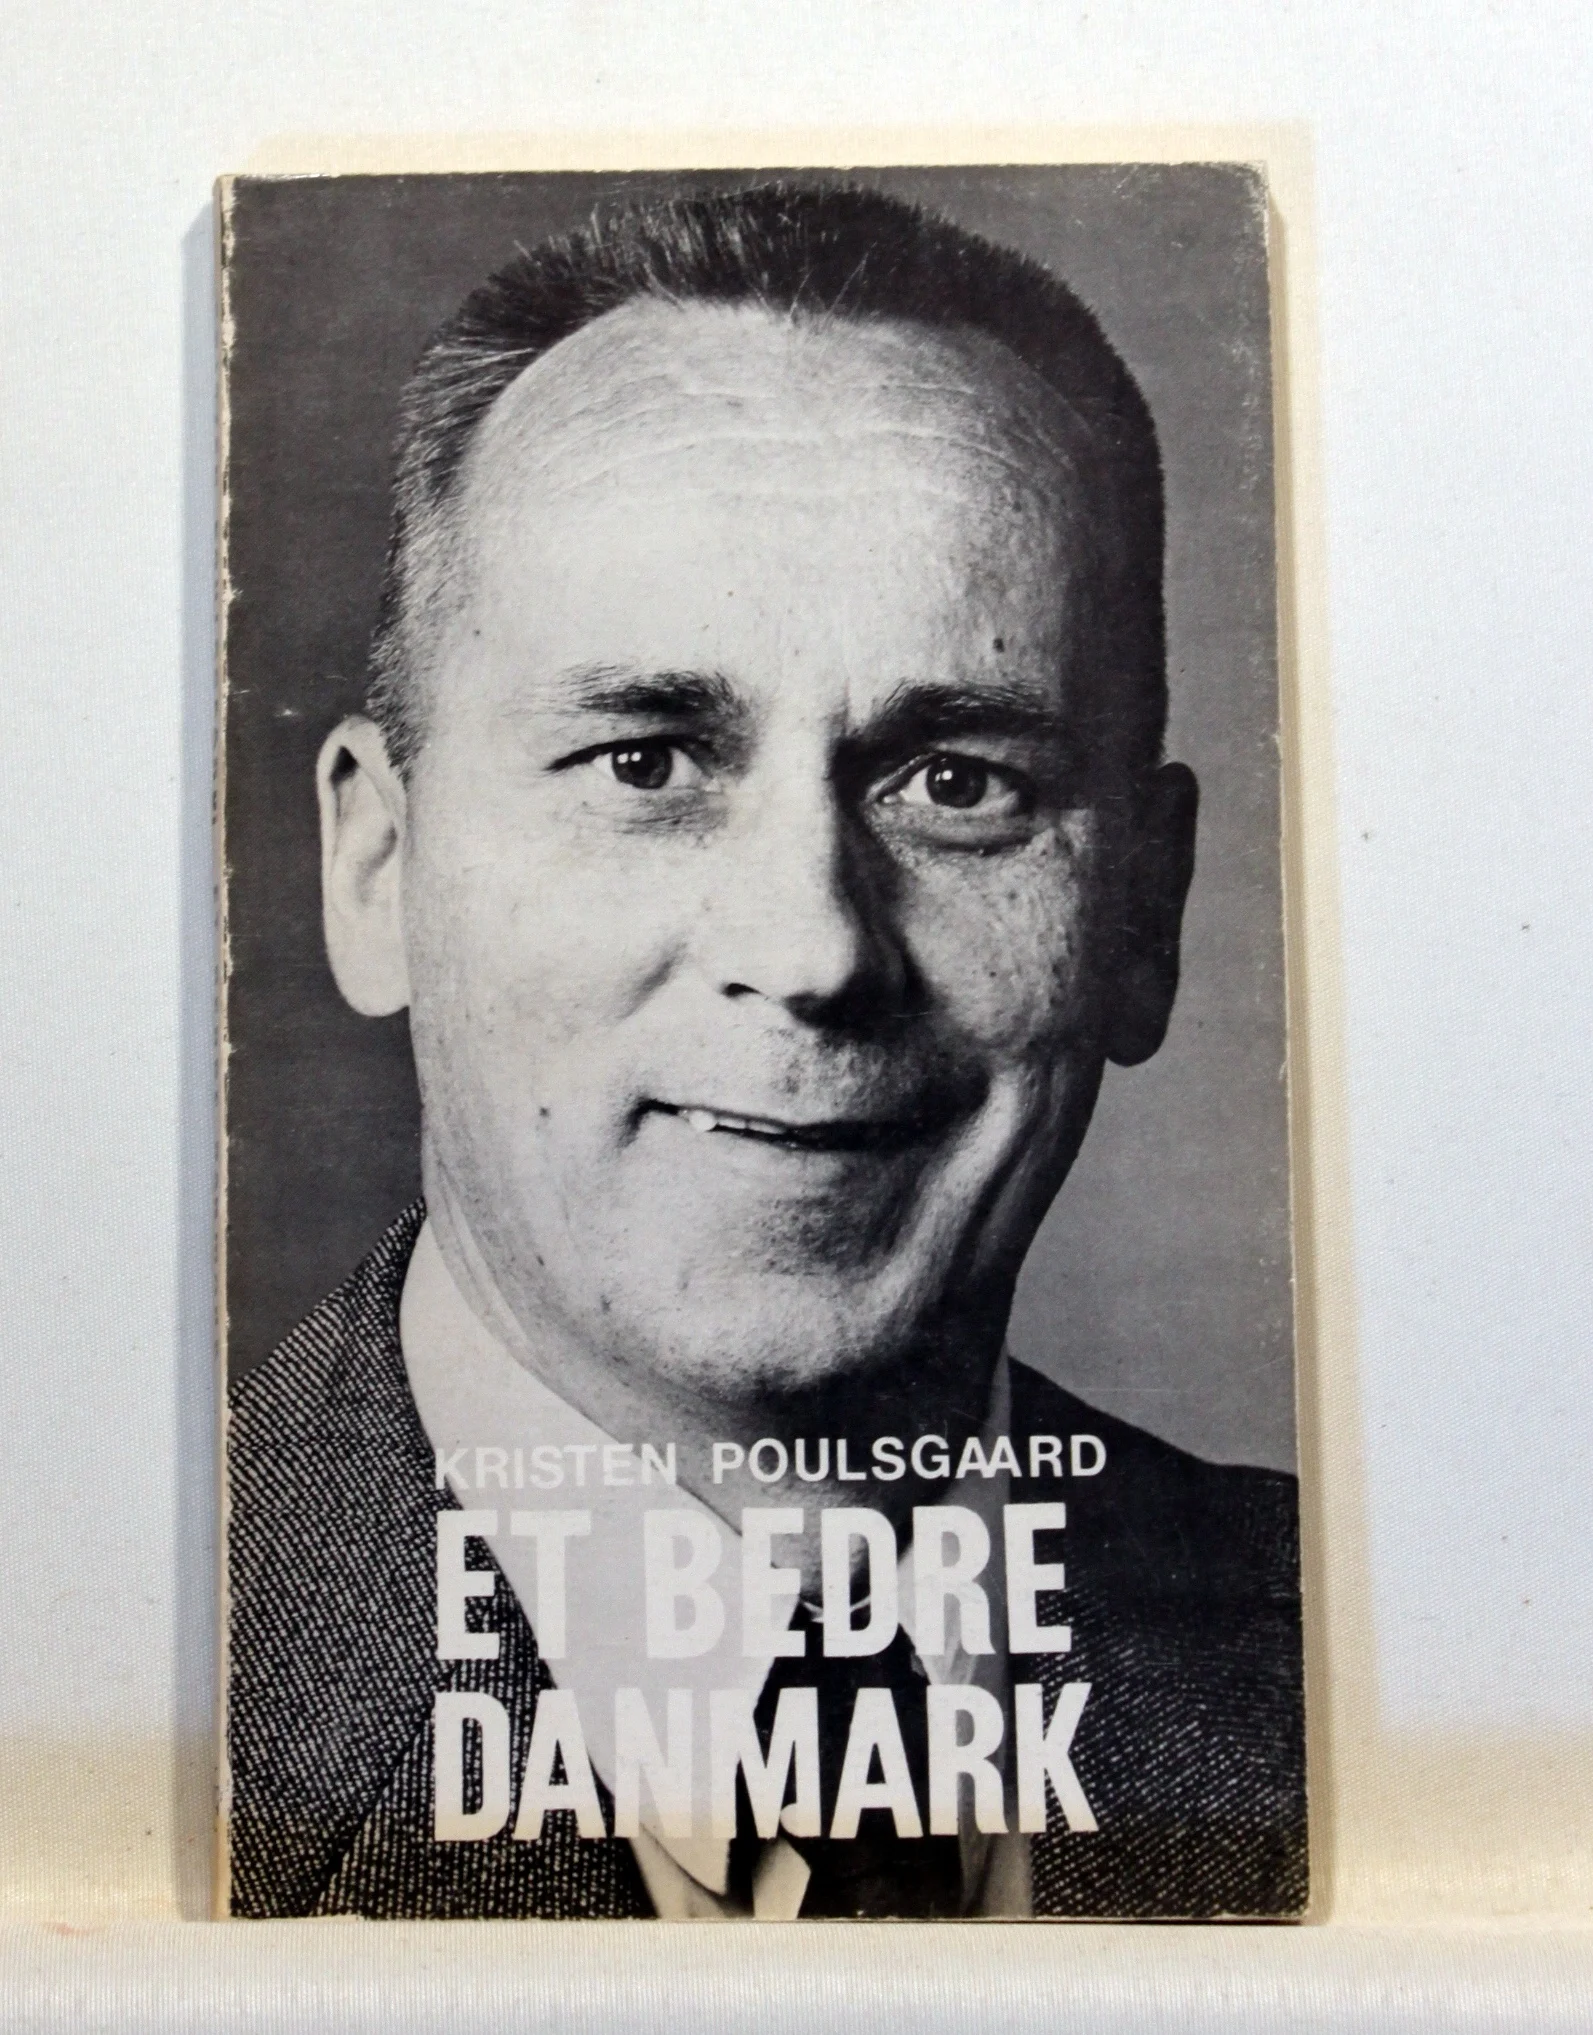 KRISTEN POULSGAARD
ET BEDRE
DANMARK